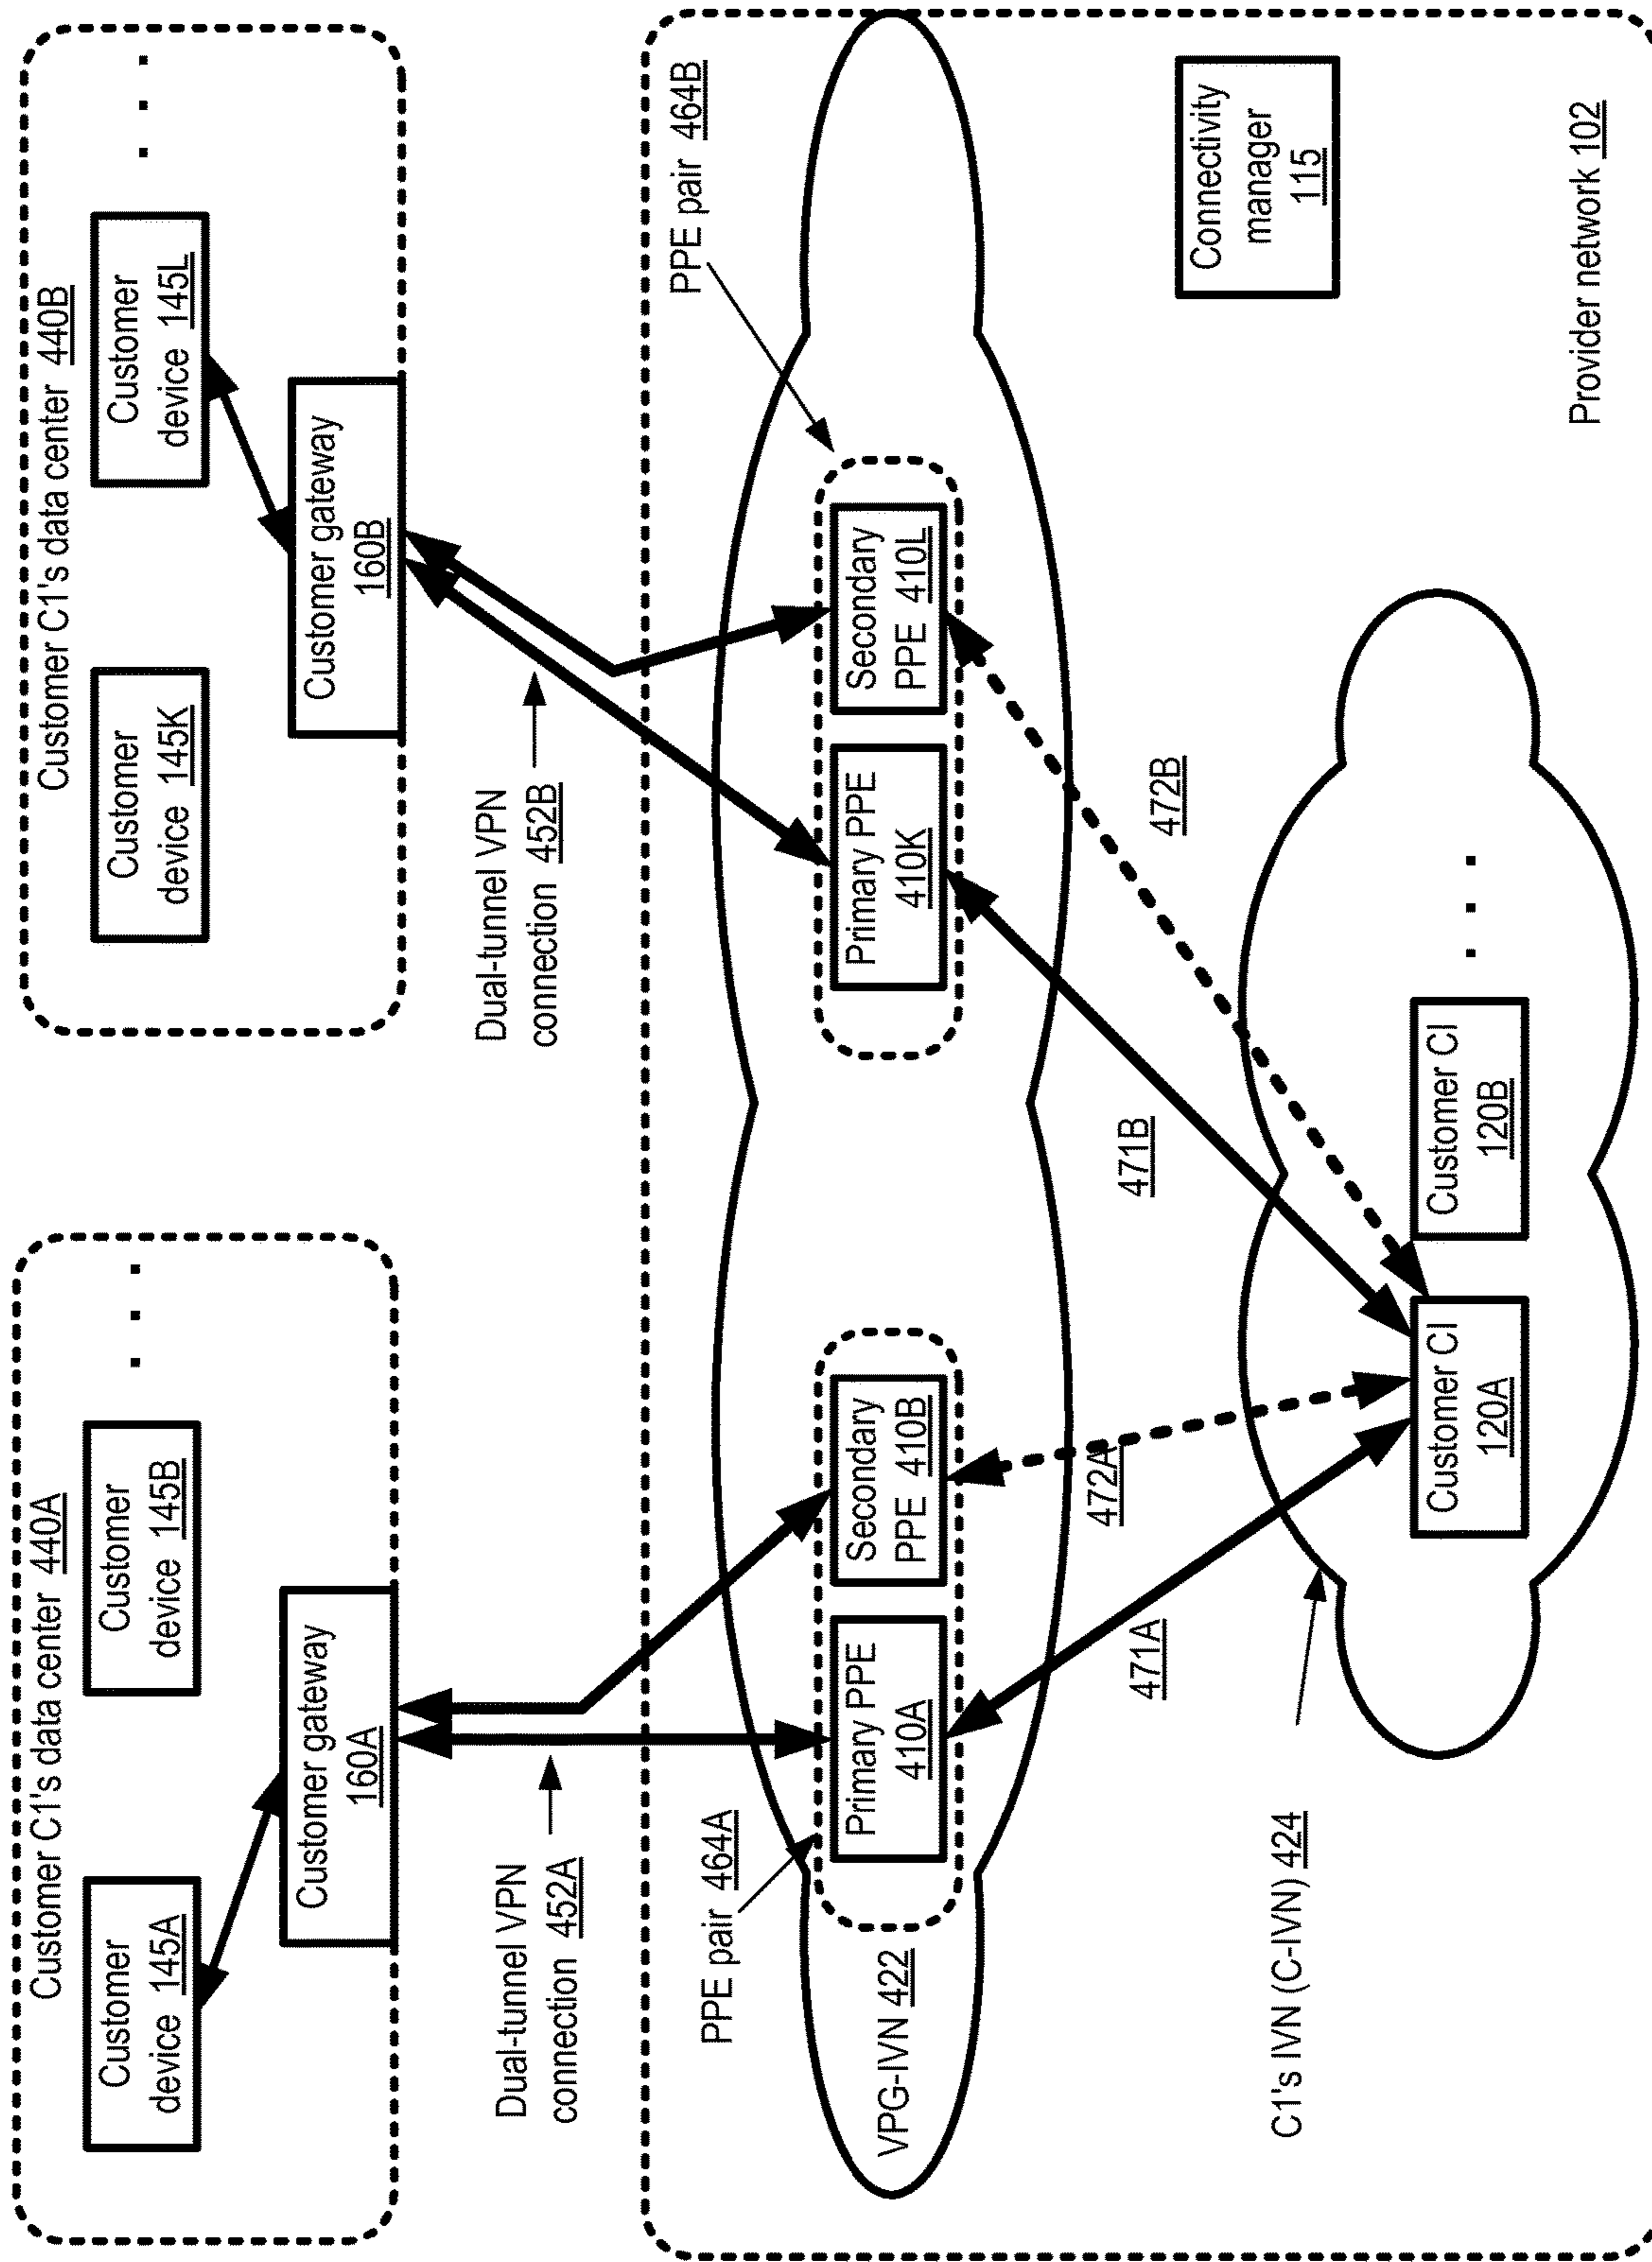 Customer C1's data center 440A
Customer
device 145A
Customer
device 145B
. . .
Customer gateway
160A
Customer C1's data center 440B
Customer
device 145K
Customer
device 145L
. . .
Customer gateway
160B
Dual-tunnel VPN
connection 452A
Dual-tunnel VPN
connection 452B
PPE pair 464A
PPE pair 464B
VPG-IVN 422
Primary PPE
410A
Secondary
PPE 410B
Primary PPE
410K
Secondary
PPE 410L
471A
472A
471B
472B
Connectivity
manager
115
C1's IVN (C-IVN) 424
Customer CI
120A
Customer CI
120B
. . .
Provider network 102